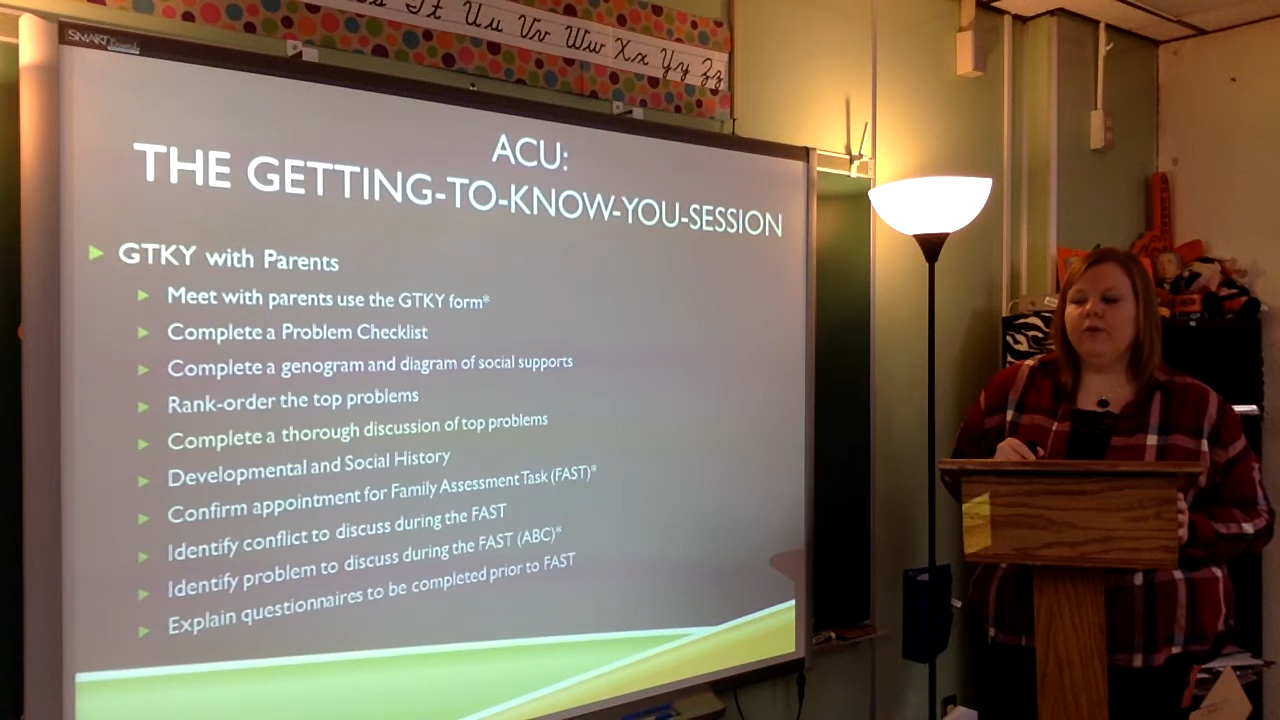 SMART Board
Tt Uu Vv Ww Xx Yy Zz
ACU:
THE GETTING-TO-KNOW-YOU-SESSION
GTKY with Parents
Meet with parents use the GTKY form*
Complete a Problem Checklist
Complete a genogram and diagram of social supports
Rank-order the top problems
Complete a thorough discussion of top problems
Developmental and Social History
Confirm appointment for Family Assessment Task (FAST)*
Identify conflict to discuss during the FAST
Identify problem to discuss during the FAST (ABC)*
Explain questionnaires to be completed prior to FAST